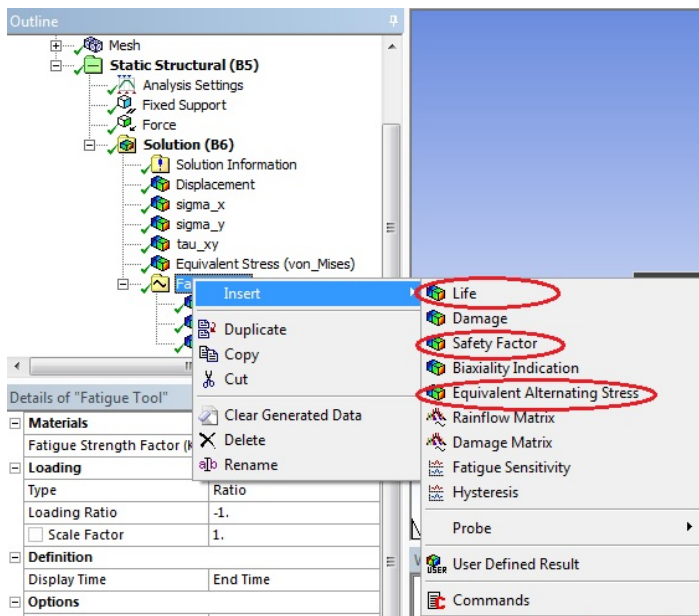 Outline
Mesh
Static Structural (B5)
Analysis Settings
Fixed Support
Force
Solution (B6)
Solution Information
Displacement
sigma_x
sigma_y
tau_xy
Equivalent Stress (von_Mises)
Insert
Duplicate
Copy
Cut
Clear Generated Data
Delete
Rename
Life
Damage
Safety Factor
Biaxiality Indication
Equivalent Alternating Stress
Rainflow Matrix
Damage Matrix
Fatigue Sensitivity
Hysteresis
Probe
User Defined Result
Commands
Details of "Fatigue Tool"
Materials
Fatigue Strength Factor (K
Loading
Type Ratio
Loading Ratio -1.
Scale Factor 1.
Definition
Display Time End Time
Options